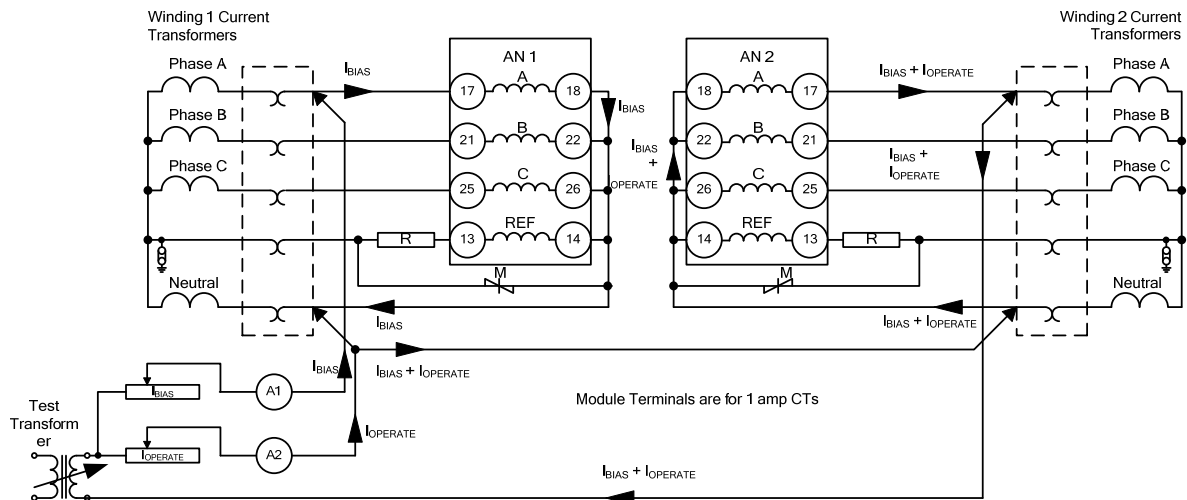 Winding 1 Current
Transformers
Winding 2 Current
Transformers
Phase A
IBIAS
AN 1
A
17
18
IBIAS
AN 2
A
18
17
IBIAS + IOPERATE
Phase A
Phase B
B
21
22
IBIAS
+
IOPERATE
B
22
21
IBIAS +
IOPERATE
Phase B
Phase C
C
25
26
C
26
25
Phase C
R
REF
13
14
REF
14
13
R
M
M
Neutral
IBIAS
IBIAS + IOPERATE
Neutral
IBIAS
IBIAS + IOPERATE
IBIAS
A1
Module Terminals are for 1 amp CTs
Test
Transform
er
IOPERATE
IOPERATE
A2
IBIAS + IOPERATE